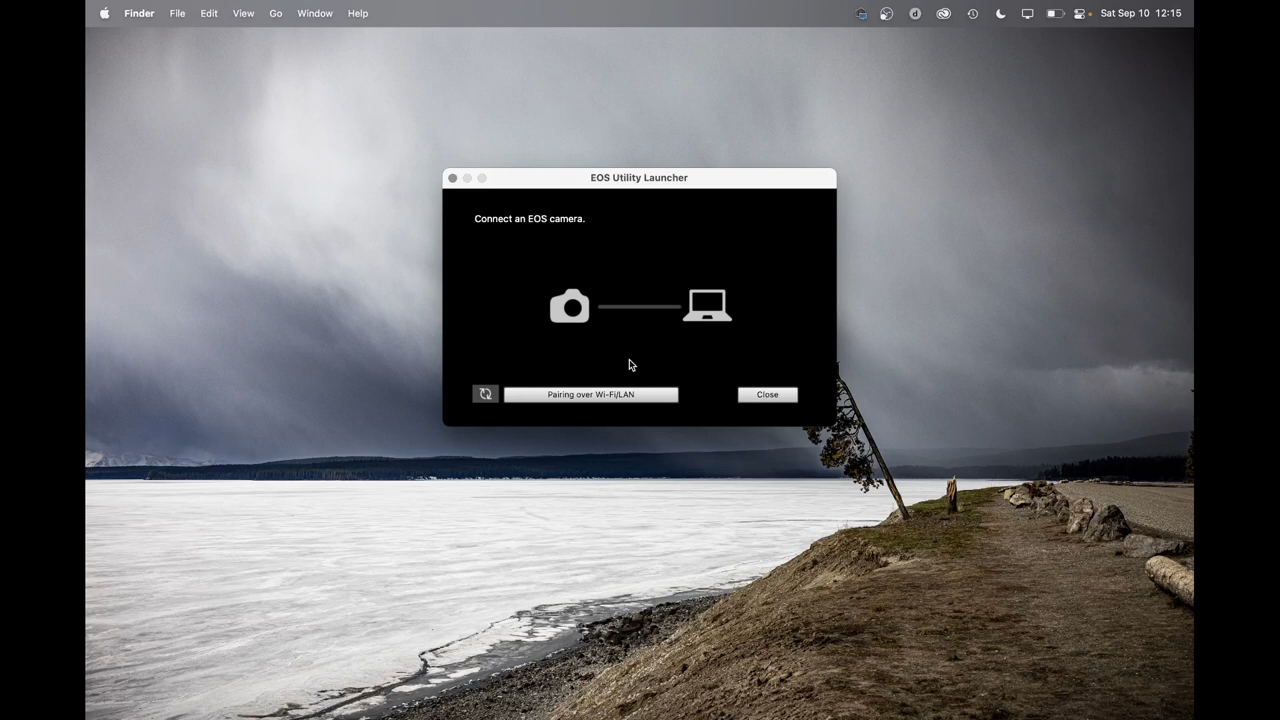 Finder File Edit View Go Window Help Sat Sep 10 12:15
EOS Utility Launcher
Connect an EOS camera.
Pairing over Wi-Fi/LAN Close